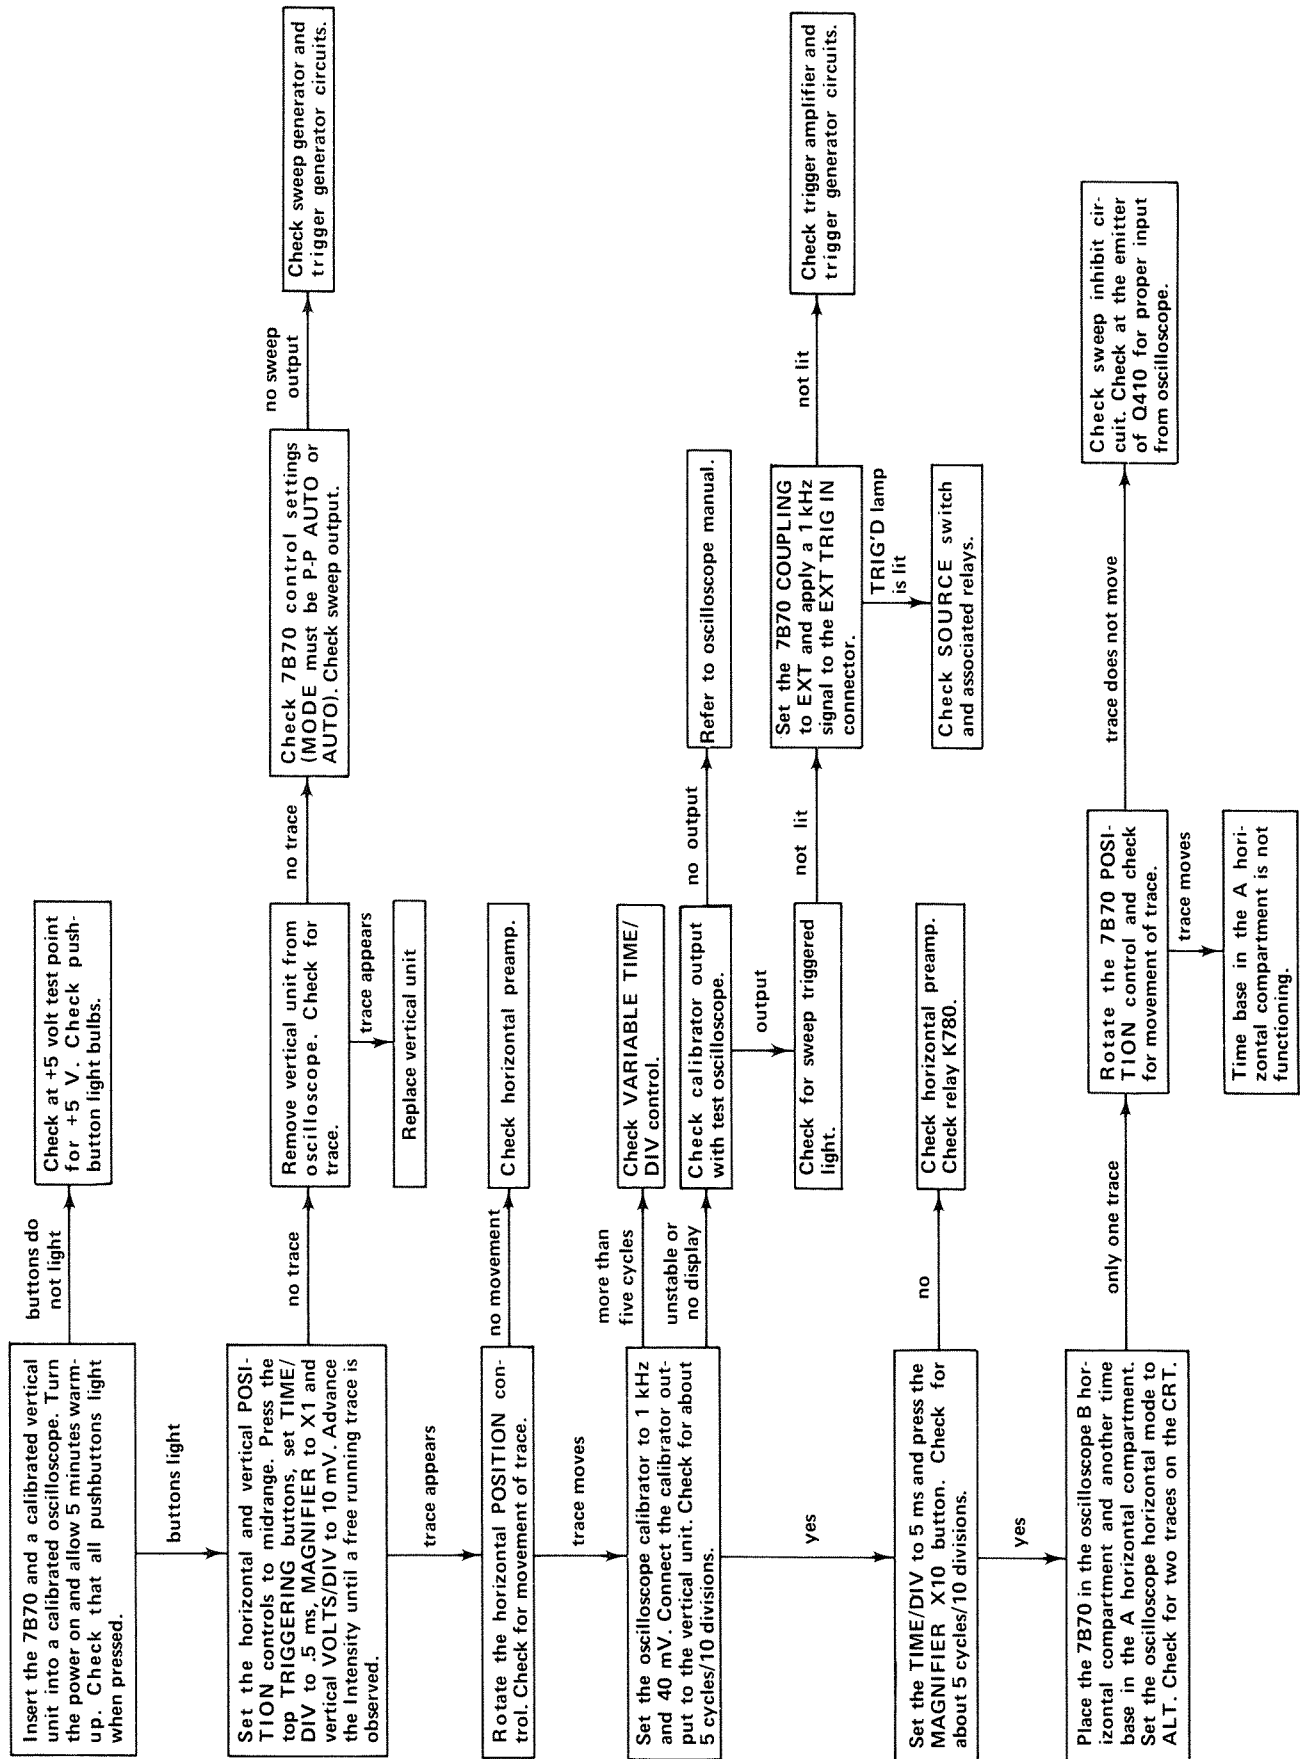 Insert the 7B70 and a calibrated vertical
unit into a calibrated oscilloscope. Turn
the power on and allow 5 minutes warm-
up. Check that all pushbuttons light
when pressed.
buttons do
not light
Check at +5 volt test point
for +5 V. Check push-
button light bulbs.
buttons light
Set the horizontal and vertical POSI-
TION controls to midrange. Press the
top TRIGGERING buttons, set TIME/
DIV to .5 ms, MAGNIFIER to X1 and
vertical VOLTS/DIV to 10 mV. Advance
the Intensity until a free running trace is
observed.
no trace
Remove vertical unit from
oscilloscope. Check for
trace.
trace appears
Replace vertical unit
no trace
Check 7B70 control settings
(MODE must be P-P AUTO or
AUTO). Check sweep output.
no sweep
output
Check sweep generator and
trigger generator circuits.
trace appears
Rotate the horizontal POSITION con-
trol. Check for movement of trace.
no movement
Check horizontal preamp.
trace moves
Set the oscilloscope calibrator to 1 kHz
and 40 mV. Connect the calibrator out-
put to the vertical unit. Check for about
5 cycles/10 divisions.
more than
five cycles
Check VARIABLE TIME/
DIV control.
unstable or
no display
Check calibrator output
with test oscilloscope.
no output
Refer to oscilloscope manual.
output
Check for sweep triggered
light.
not lit
Set the 7B70 COUPLING
to EXT and apply a 1 kHz
signal to the EXT TRIG IN
connector.
not lit
Check trigger amplifier and
trigger generator circuits.
TRIG'D lamp
is lit
Check SOURCE switch
and associated relays.
yes
Set the TIME/DIV to 5 ms and press the
MAGNIFIER X10 button. Check for
about 5 cycles/10 divisions.
no
Check horizontal preamp.
Check relay K780.
yes
Place the 7B70 in the oscilloscope B hor-
izontal compartment and another time
base in the A horizontal compartment.
Set the oscilloscope horizontal mode to
ALT. Check for two traces on the CRT.
only one trace
Rotate the 7B70 POSI-
TION control and check
for movement of trace.
trace moves
Time base in the A hori-
zontal compartment is not
functioning.
trace does not move
Check sweep inhibit cir-
cuit. Check at the emitter
of Q410 for proper input
from oscilloscope.